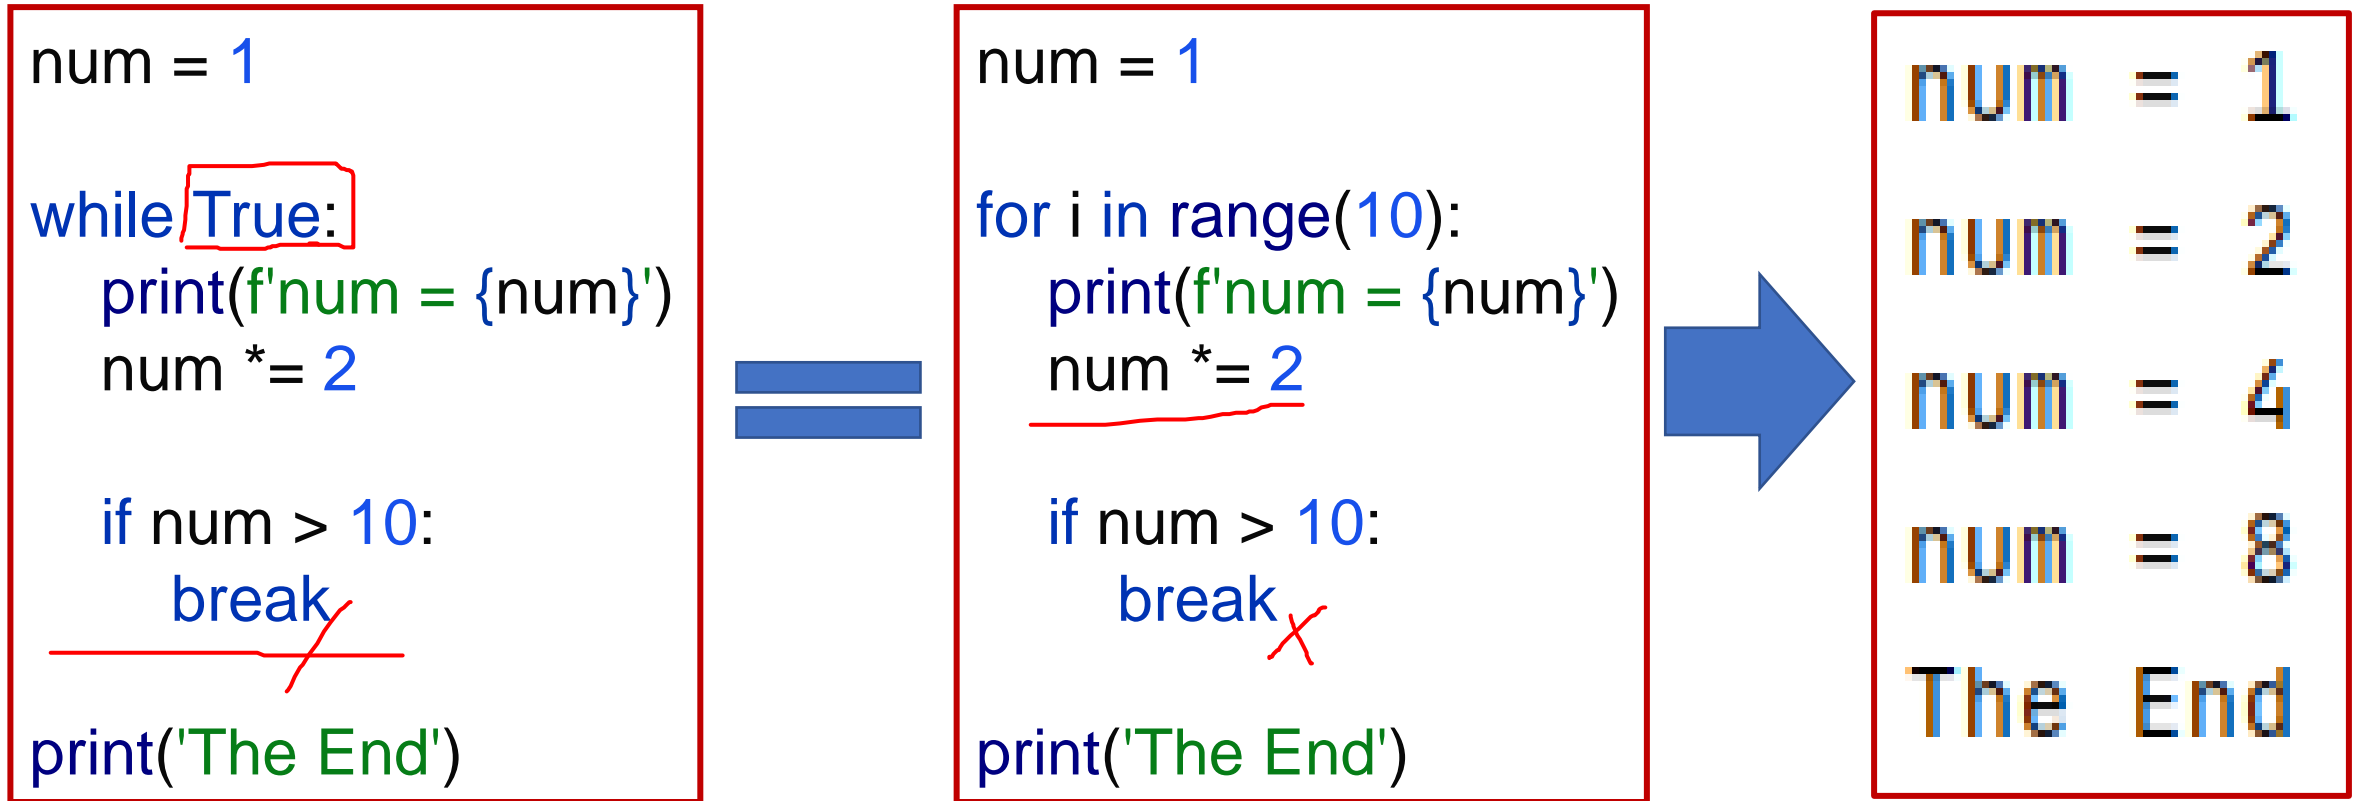 num = 1
while True:
print(f'num = {num}')
num *= 2
if num > 10:
break
print('The End')
num = 1
for i in range(10):
print(f'num = {num}')
num *= 2
if num > 10:
break
print('The End')
num = 1
num = 2
num = 4
num = 8
The End